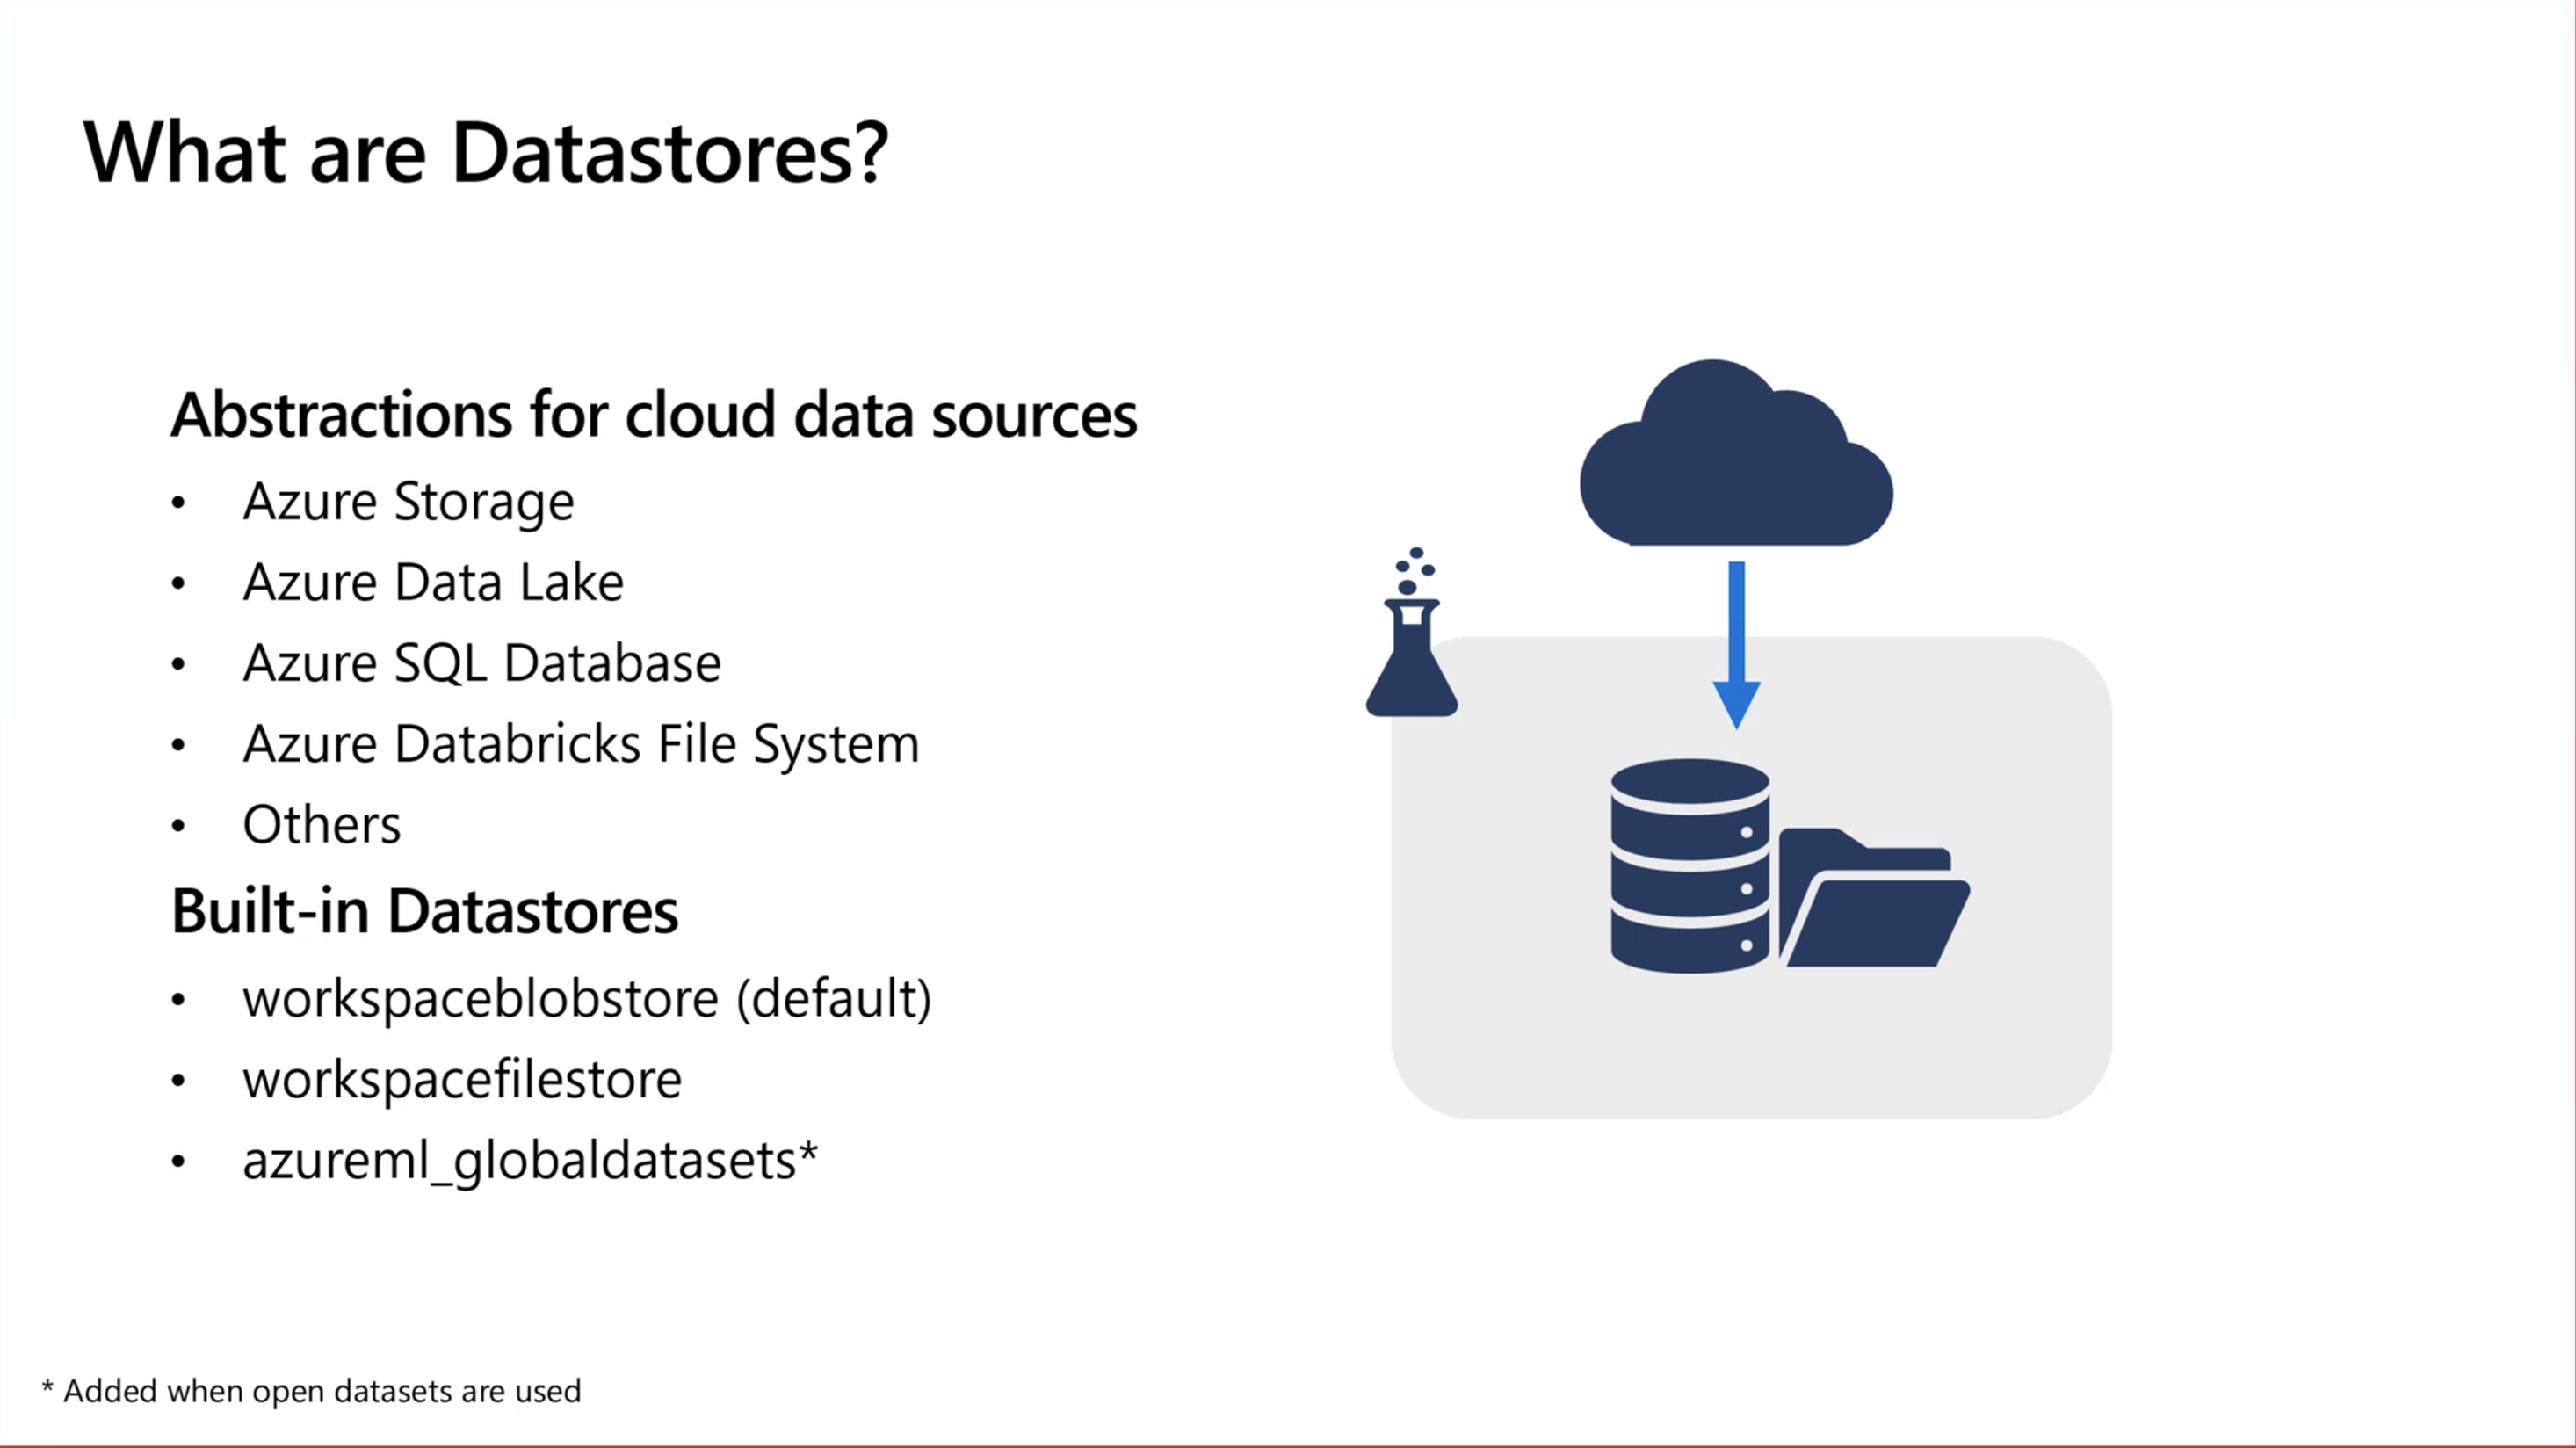 What are Datastores?
Abstractions for cloud data sources
• Azure Storage
• Azure Data Lake
• Azure SQL Database
• Azure Databricks File System
• Others
Built-in Datastores
• workspaceblobstore (default)
• workspacefilestore
• azureml_globaldatasets*
* Added when open datasets are used